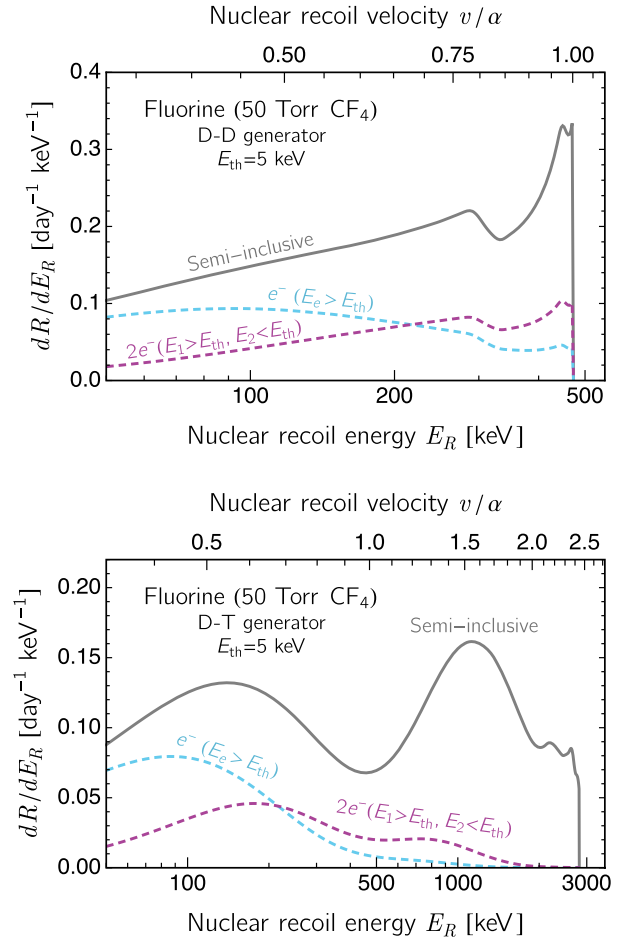 Nuclear recoil velocity v/α
0.50 0.75 1.00
0.4
0.3
0.2
0.1
0.0
dR/dE_R [day⁻¹ keV⁻¹]
Fluorine (50 Torr CF₄)
D-D generator
E_th=5 keV
Semi-inclusive
e⁻ (E_e>E_th)
2e⁻(E₁>E_th, E₂<E_th)
100 200 500
Nuclear recoil energy E_R [keV]
Nuclear recoil velocity v/α
0.5 1.0 1.5 2.0 2.5
0.20
0.15
0.10
0.05
0.00
dR/dE_R [day⁻¹ keV⁻¹]
Fluorine (50 Torr CF₄)
D-T generator
E_th=5 keV
Semi-inclusive
e⁻ (E_e>E_th)
2e⁻(E₁>E_th, E₂<E_th)
100 500 1000 3000
Nuclear recoil energy E_R [keV]